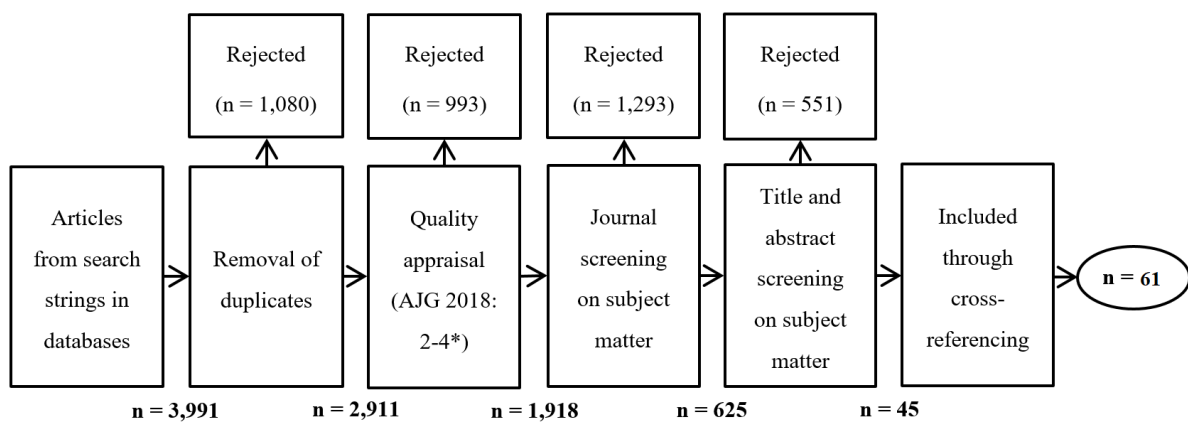 Rejected
(n = 1,080)
Rejected
(n = 993)
Rejected
(n = 1,293)
Rejected
(n = 551)
Articles
from search
strings in
databases
Removal of
duplicates
Quality
appraisal
(AJG 2018:
2-4*)
Journal
screening
on subject
matter
Title and
abstract
screening
on subject
matter
Included
through
cross-
referencing
n = 61
n = 3,991
n = 2,911
n = 1,918
n = 625
n = 45